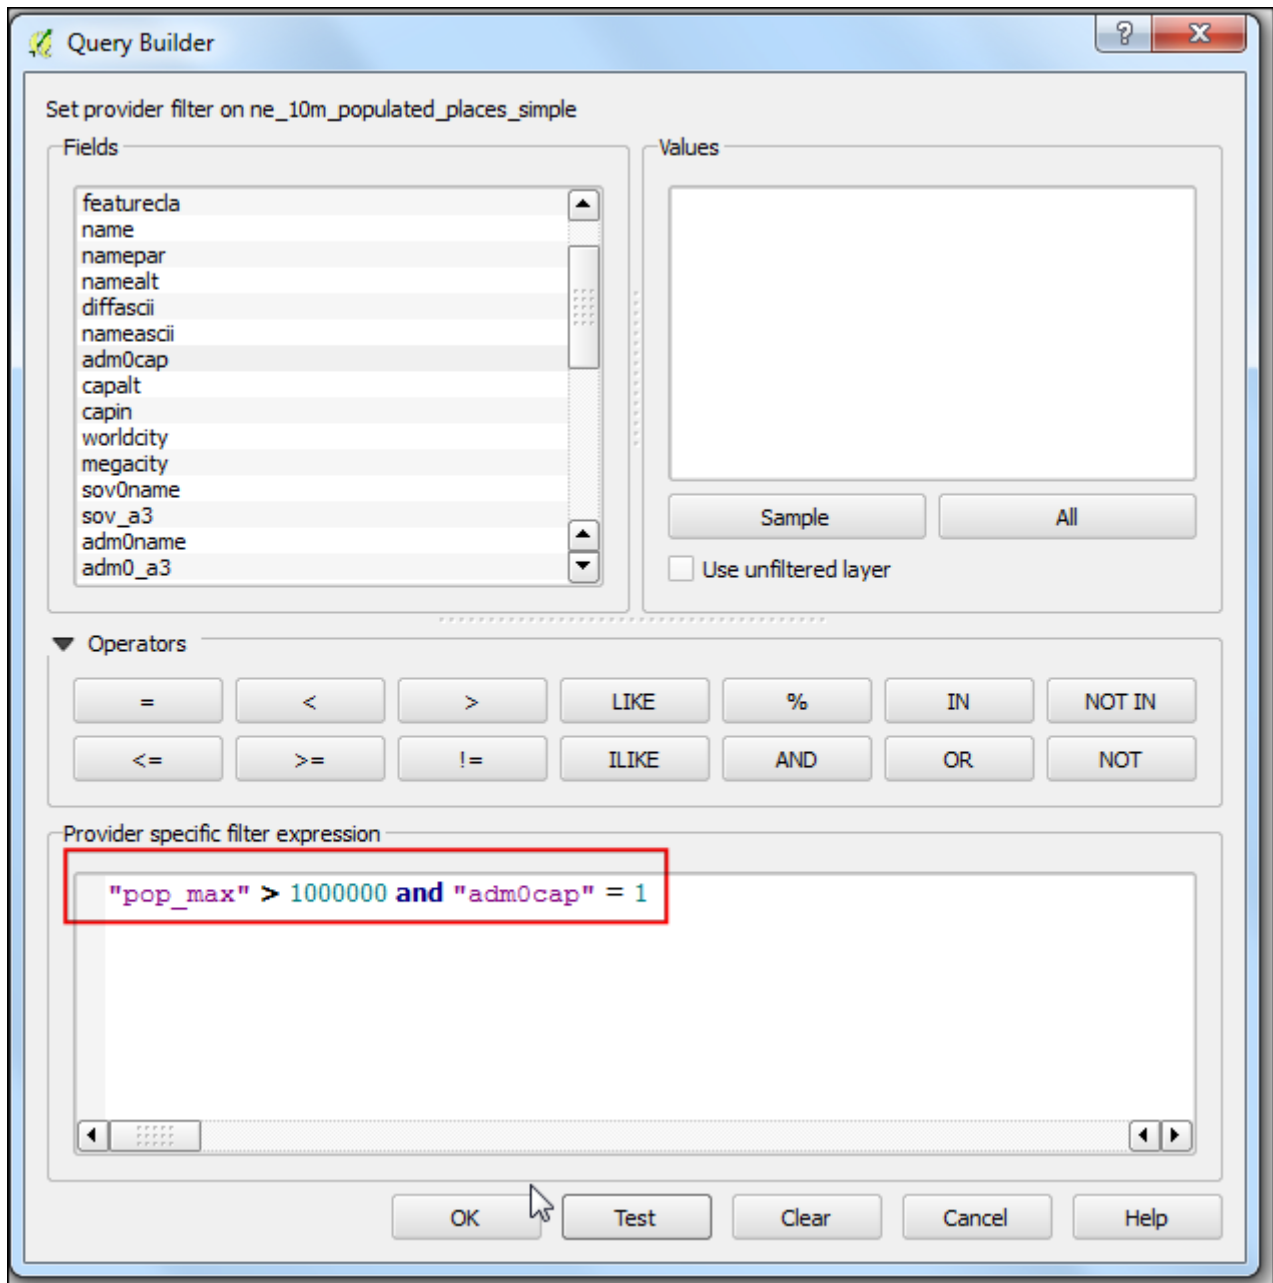 Query Builder
Set provider filter on ne_10m_populated_places_simple
Fields
Values
featurecla
name
namepar
namealt
diffascii
nameascii
adm0cap
capalt
capin
worldcity
megacity
sov0name
sov_a3
adm0name
adm0_a3
Sample All
Use unfiltered layer
Operators
= < > LIKE % IN NOT IN
<= >= != ILIKE AND OR NOT
Provider specific filter expression
"pop_max" > 1000000 and "adm0cap" = 1
OK Test Clear Cancel Help